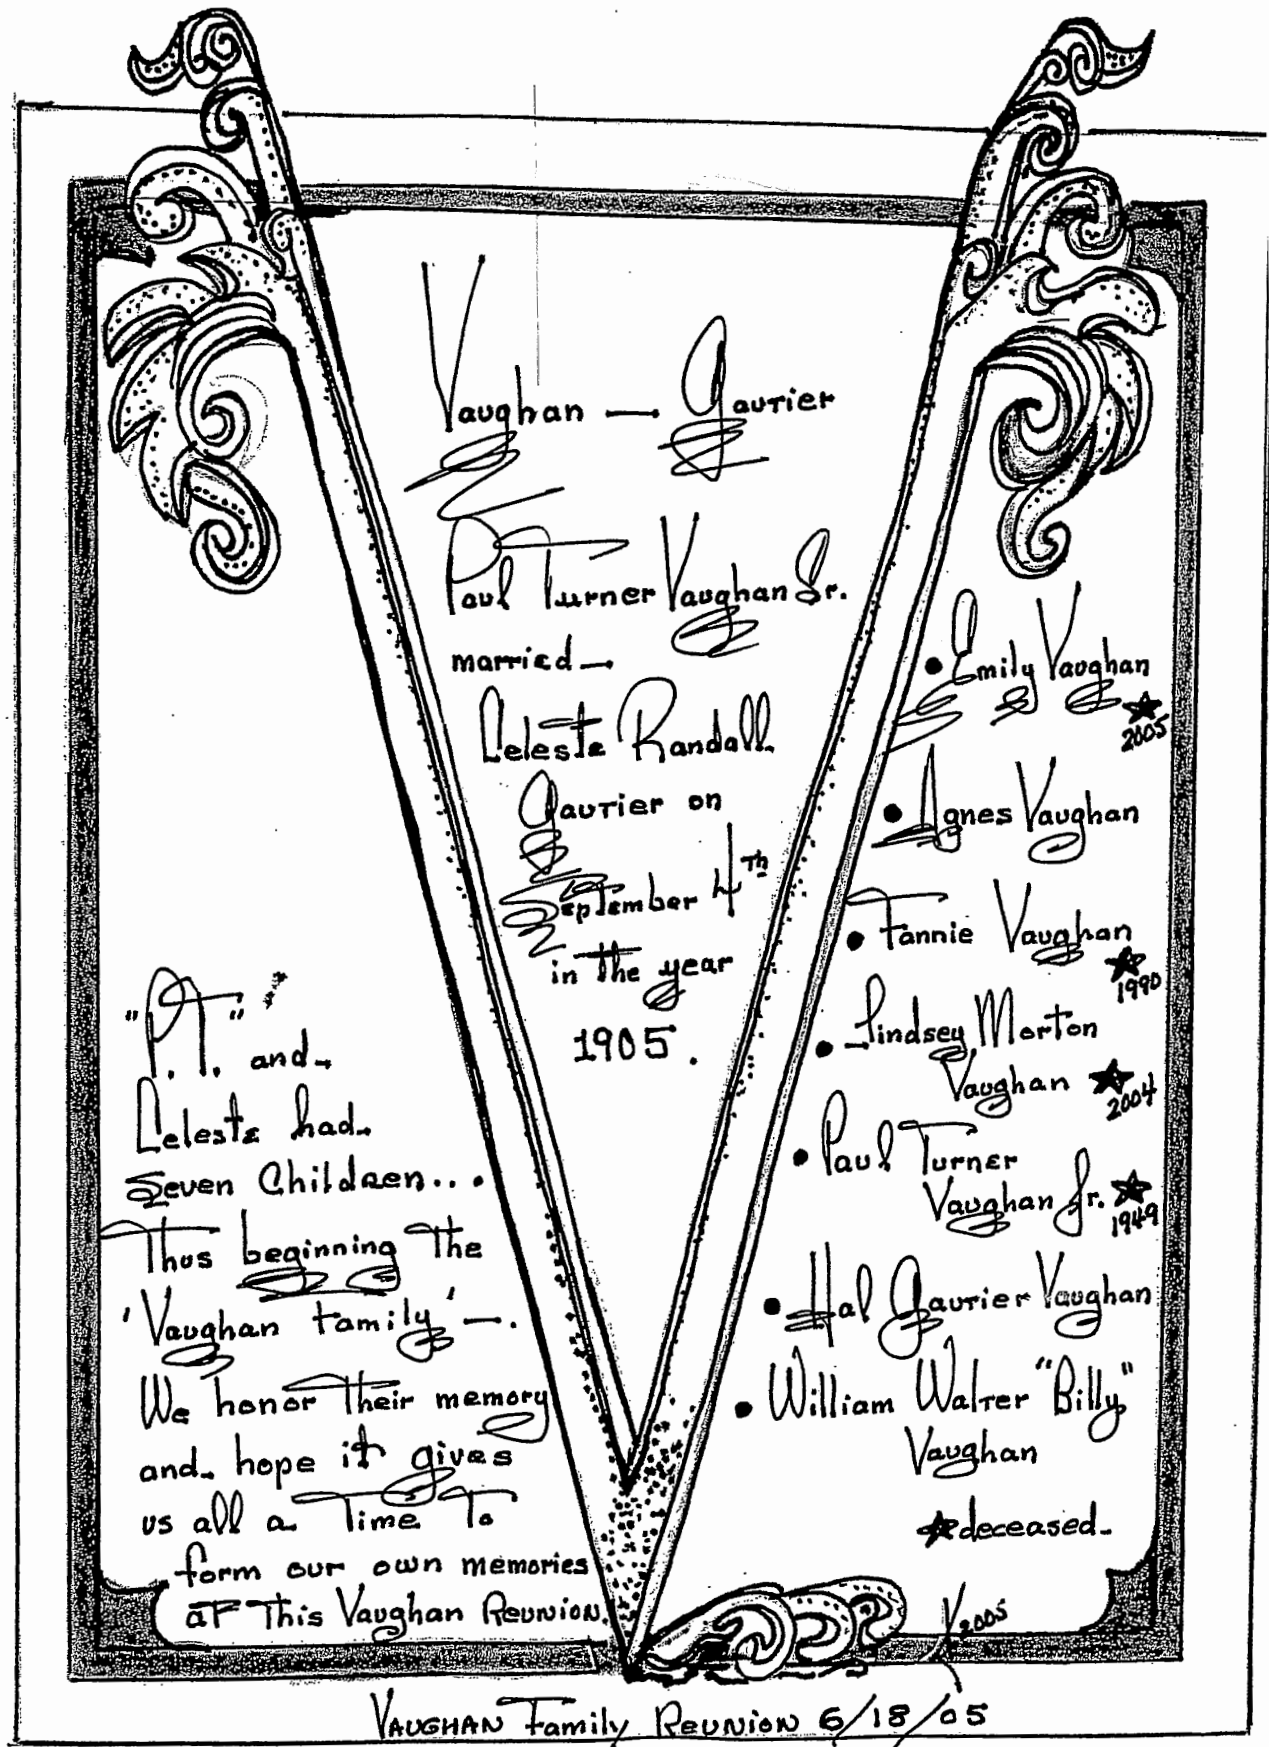 Vaughan — Gautier
Paul Turner Vaughan Sr.
married —
Celeste Randall
Gautier on
September 4th
in the year
1905.
"P.T." and
Celeste had
Seven Children...
Thus beginning the
'Vaughan Family' —.
We honor their memory
and hope it gives
us all a Time To
form our own memories
at This Vaughan Reunion.
• Emily Vaughan
★ 2005
• Agnes Vaughan
• Fannie Vaughan
★ 1990
• Lindsey Morton
Vaughan ★ 2004
• Paul Turner
Vaughan Jr. ★ 1949
• Hal Gautier Vaughan
• William Walter "Billy"
Vaughan
★ deceased
2005
VAUGHAN Family REUNION 6/18/05